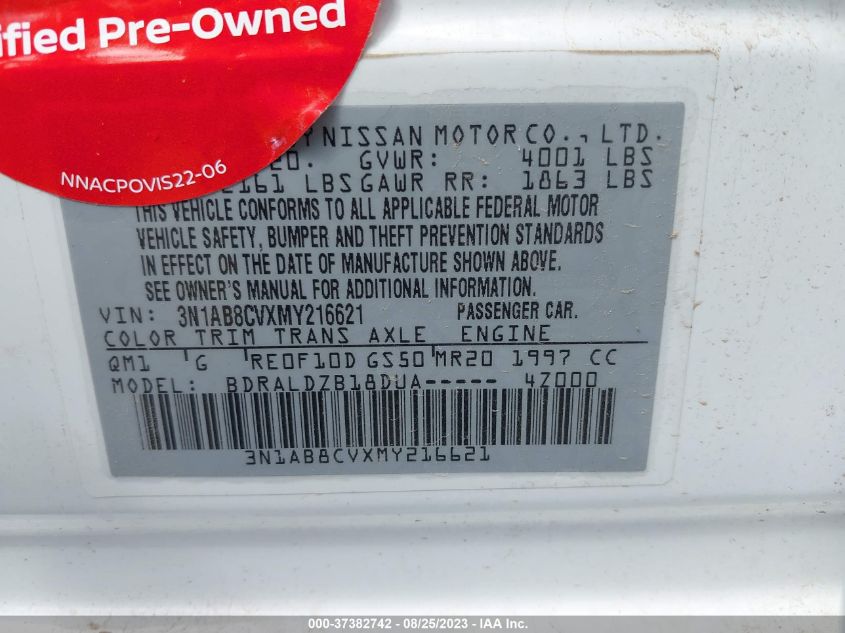 ified Pre-Owned
NNACPOVIS22-06
Y NISSAN MOTOR CO., LTD.
20. GVWR: 4001 LBS
2161 LBS GAWR RR: 1863 LBS
THIS VEHICLE CONFORMS TO ALL APPLICABLE FEDERAL MOTOR
VEHICLE SAFETY, BUMPER AND THEFT PREVENTION STANDARDS
IN EFFECT ON THE DATE OF MANUFACTURE SHOWN ABOVE.
SEE OWNER'S MANUAL FOR ADDITIONAL INFORMATION.
VIN: 3N1AB8CVXMY216621 PASSENGER CAR.
COLOR TRIM TRANS AXLE ENGINE
QM1 'G 'RE0F10D GS50'MR20 1997 CC
MODEL: BDRALDZB18DUA----- 4Z000
3N1AB8CVXMY216621
000-37382742 - 08/25/2023 - IAA Inc.